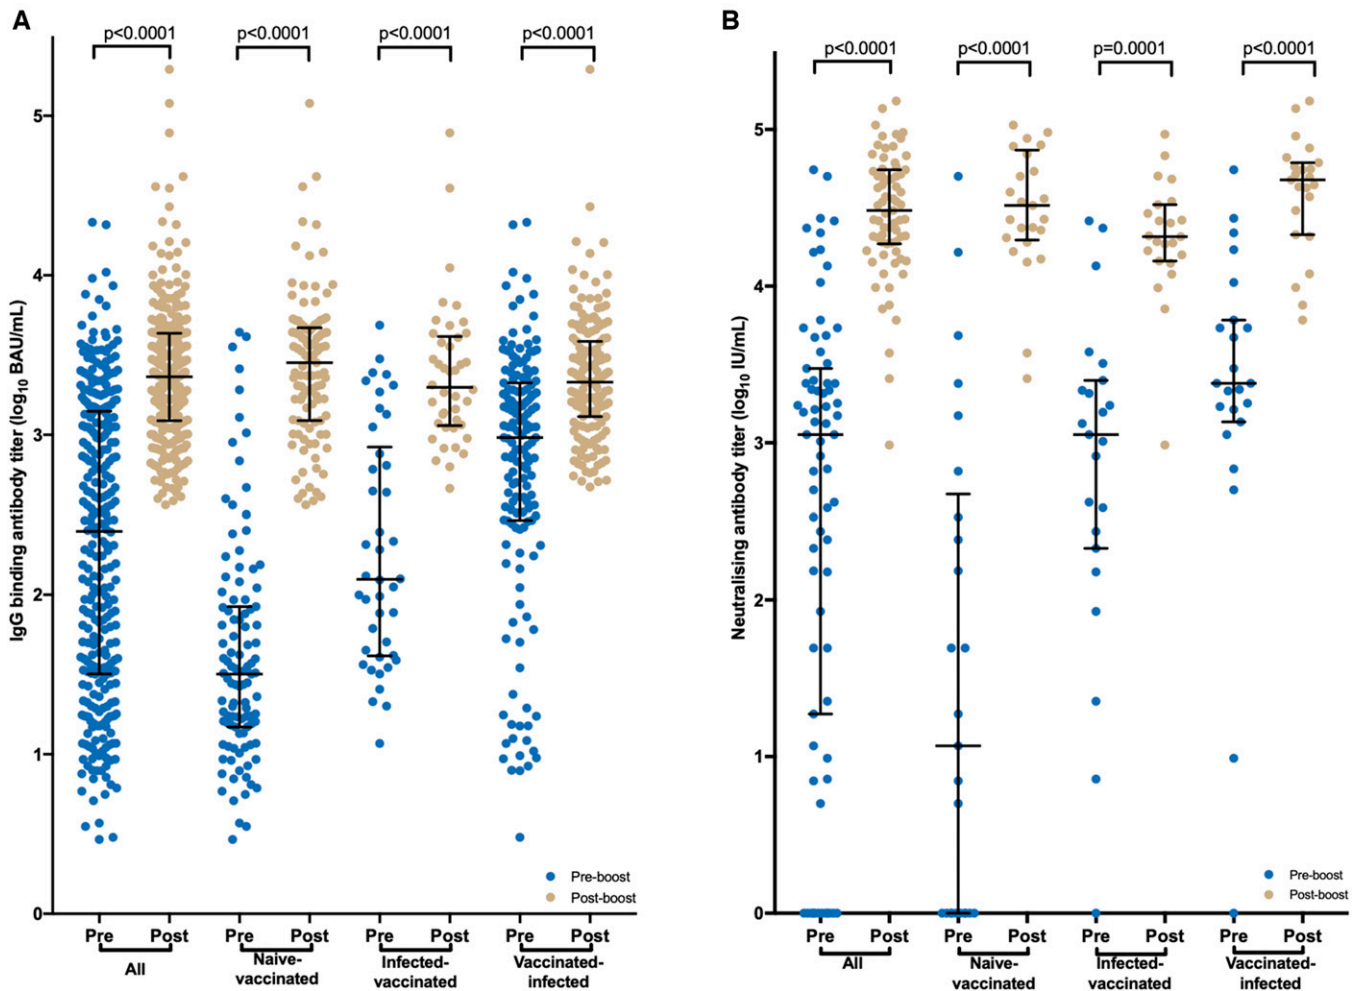 A
p<0.0001 p<0.0001 p<0.0001 p<0.0001
IgG binding antibody titer (log10 BAU/mL)
5
4
3
2
1
0
Pre-boost
Post-boost
Pre Post Pre Post Pre Post Pre Post
All
Naive-
vaccinated
Infected-
vaccinated
Vaccinated-
infected
B
p<0.0001 p<0.0001 p=0.0001 p<0.0001
Neutralising antibody titer (log10 IU/mL)
5
4
3
2
1
0
Pre-boost
Post-boost
Pre Post Pre Post Pre Post Pre Post
All
Naive-
vaccinated
Infected-
vaccinated
Vaccinated-
infected